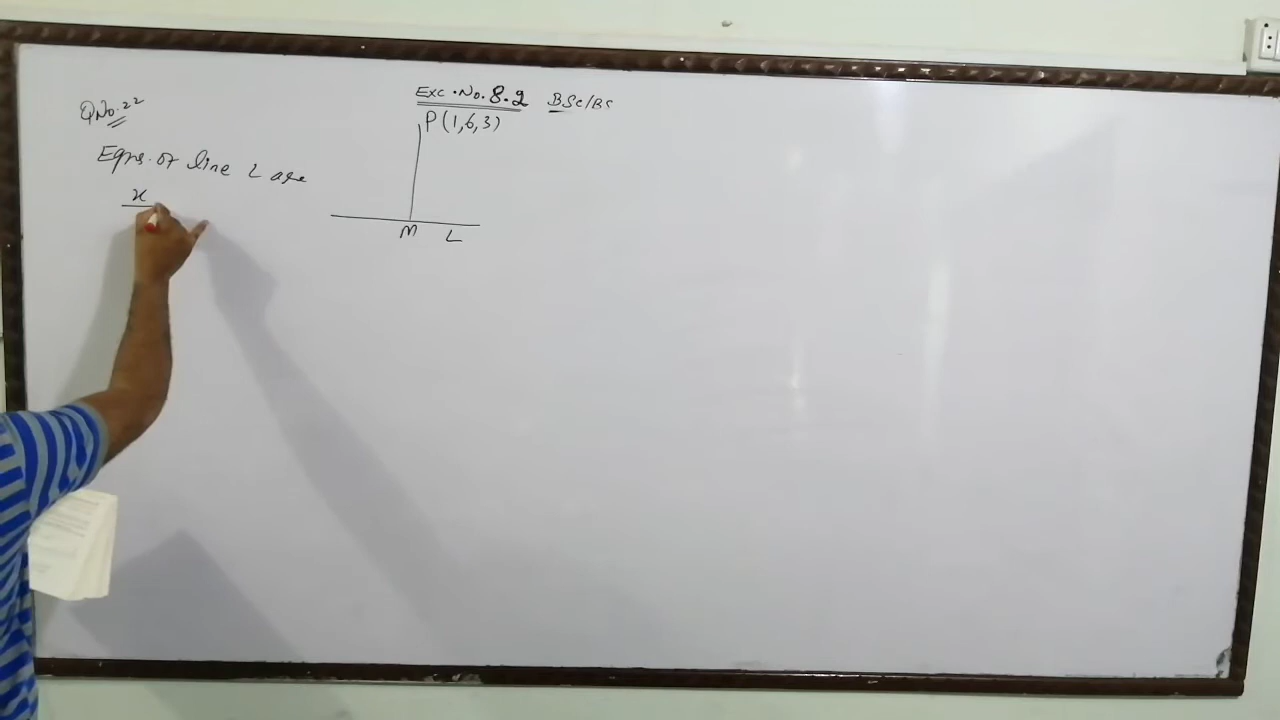 Exc. No. 8.2 BSc/BS
Q No. 22
P(1,6,3)
Eqns. of line L are
x
M L